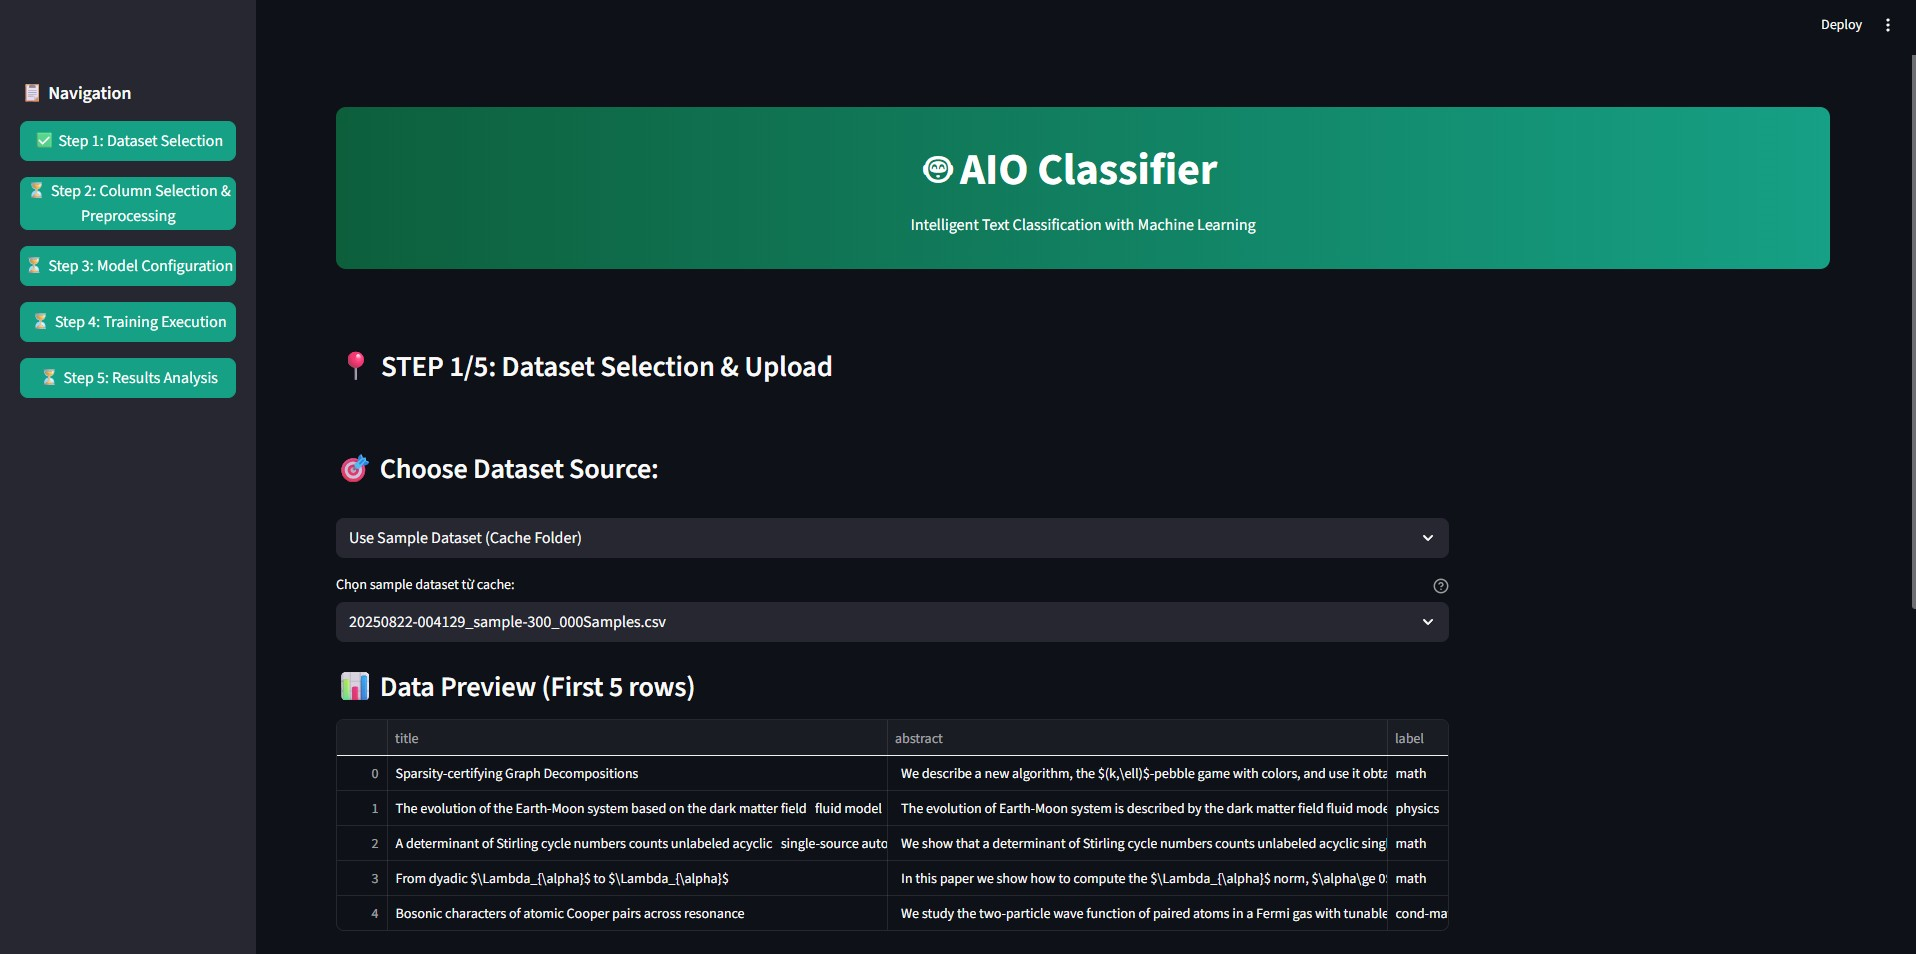 Deploy
📋 Navigation
✅ Step 1: Dataset Selection
⏳ Step 2: Column Selection &
Preprocessing
⏳ Step 3: Model Configuration
⏳ Step 4: Training Execution
⏳ Step 5: Results Analysis
AIO Classifier
Intelligent Text Classification with Machine Learning
📍 STEP 1/5: Dataset Selection & Upload
🎯 Choose Dataset Source:
Use Sample Dataset (Cache Folder)
Chọn sample dataset từ cache:
20250822-004129_sample-300_000Samples.csv
📊 Data Preview (First 5 rows)
title abstract label
0 Sparsity-certifying Graph Decompositions We describe a new algorithm, the $(k,\ell)$-pebble game with colors, and use it obta math
1 The evolution of the Earth-Moon system based on the dark matter field fluid model The evolution of Earth-Moon system is described by the dark matter field fluid mode physics
2 A determinant of Stirling cycle numbers counts unlabeled acyclic single-source auto We show that a determinant of Stirling cycle numbers counts unlabeled acyclic singl math
3 From dyadic $\Lambda_{\alpha}$ to $\Lambda_{\alpha}$ In this paper we show how to compute the $\Lambda_{\alpha}$ norm, $\alpha\ge 0 math
4 Bosonic characters of atomic Cooper pairs across resonance We study the two-particle wave function of paired atoms in a Fermi gas with tunable cond-ma